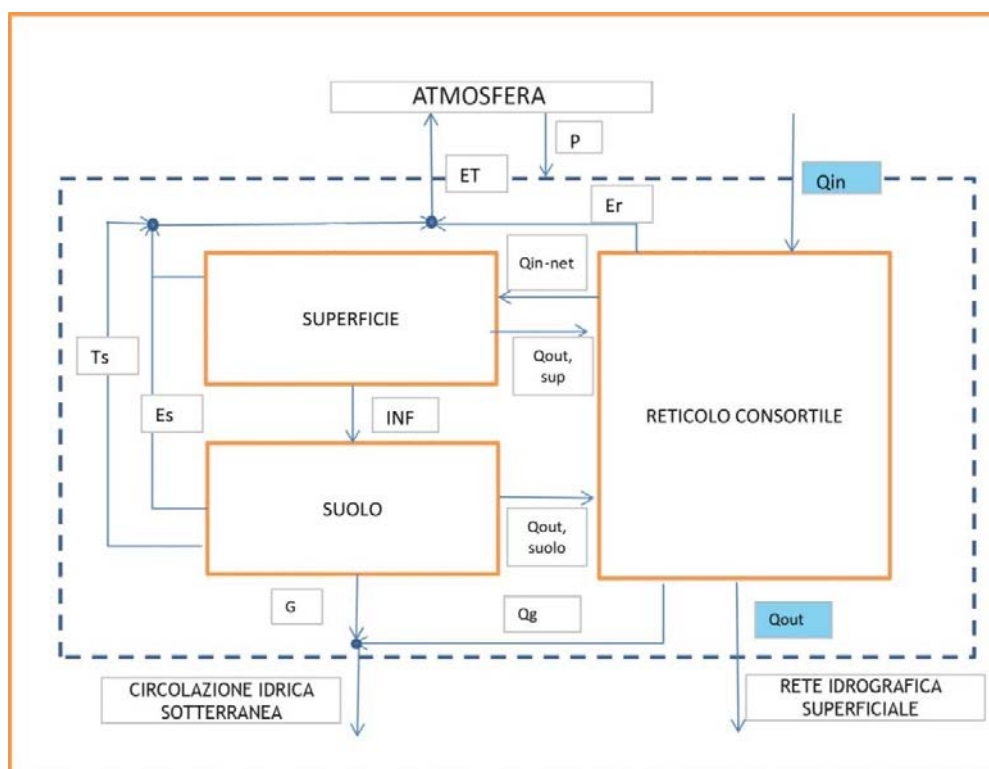 ATMOSFERA
P
ET
Qin
Er
Qin-net
SUPERFICIE
Ts
Qout,
sup
Es
INF
RETICOLO CONSORTILE
SUOLO
Qout,
suolo
G
Qg
Qout
CIRCOLAZIONE IDRICA
SOTTERRANEA
RETE IDROGRAFICA
SUPERFICIALE